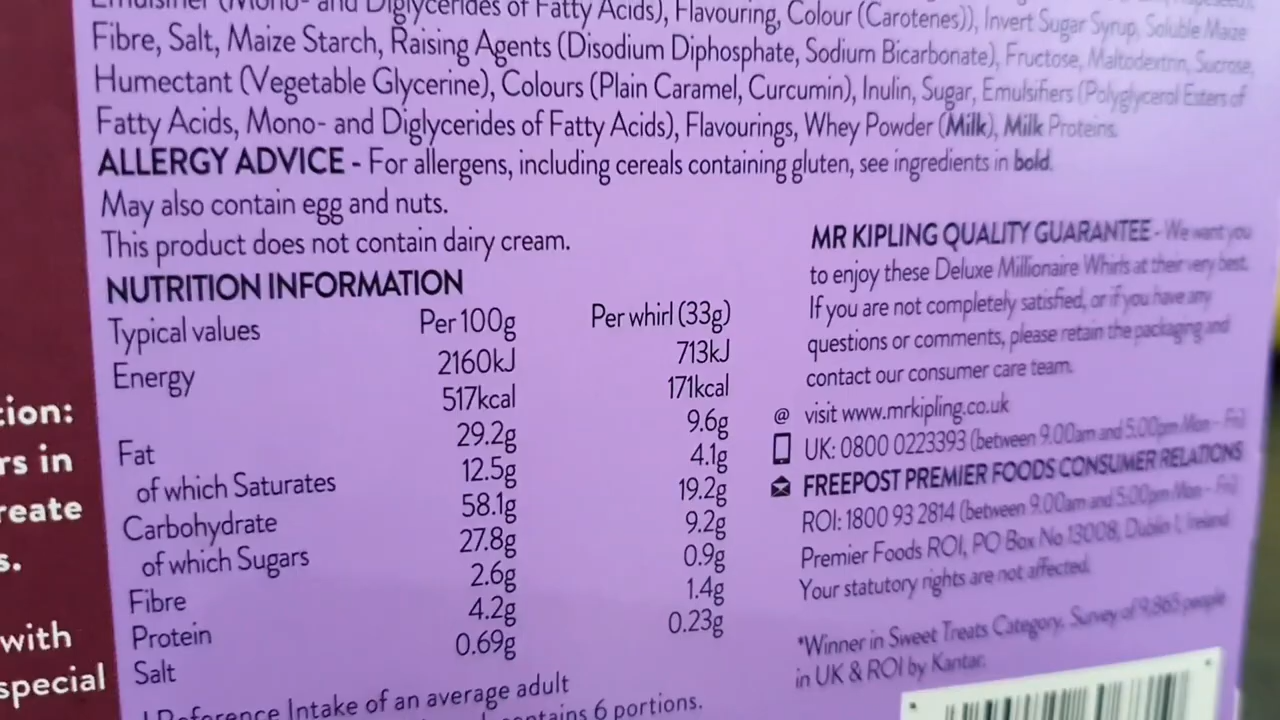 Emulsifier (Mono- and Diglycerides of Fatty Acids), Flavouring, Colour (Carotenes)), Invert Sugar Syrup, Soluble Maize
Fibre, Salt, Maize Starch, Raising Agents (Disodium Diphosphate, Sodium Bicarbonate), Fructose, Maltodextrin, Sucrose,
Humectant (Vegetable Glycerine), Colours (Plain Caramel, Curcumin), Inulin, Sugar, Emulsifiers (Polyglycerol Esters of
Fatty Acids, Mono- and Diglycerides of Fatty Acids), Flavourings, Whey Powder (Milk), Milk Proteins.
ALLERGY ADVICE - For allergens, including cereals containing gluten, see ingredients in bold.
May also contain egg and nuts.
This product does not contain dairy cream.
NUTRITION INFORMATION
Typical values Per 100g Per whirl (33g)
Energy 2160kJ 713kJ
517kcal 171kcal
Fat 29.2g 9.6g
of which Saturates 12.5g 4.1g
Carbohydrate 58.1g 19.2g
of which Sugars 27.8g 9.2g
Fibre 2.6g 0.9g
Protein 4.2g 1.4g
Salt 0.69g 0.23g
Reference Intake of an average adult
contains 6 portions.
MR KIPLING QUALITY GUARANTEE - We want you
to enjoy these Deluxe Millionaire Whirls at their very best.
If you are not completely satisfied, or if you have any
questions or comments, please retain the packaging and
contact our consumer care team.
@ visit www.mrkipling.co.uk
UK: 0800 0223393 (between 9.00am and 5.00pm Mon - Fri)
FREEPOST PREMIER FOODS CONSUMER RELATIONS
ROI: 1800 93 2814 (between 9.00am and 5.00pm Mon - Fri)
Premier Foods ROI, PO Box No 13008, Dublin 1, Ireland
Your statutory rights are not affected.
*Winner in Sweet Treats Category. Survey of 9,865 people
in UK & ROI by Kantar.
tion:
rs in
reate
s.
with
special